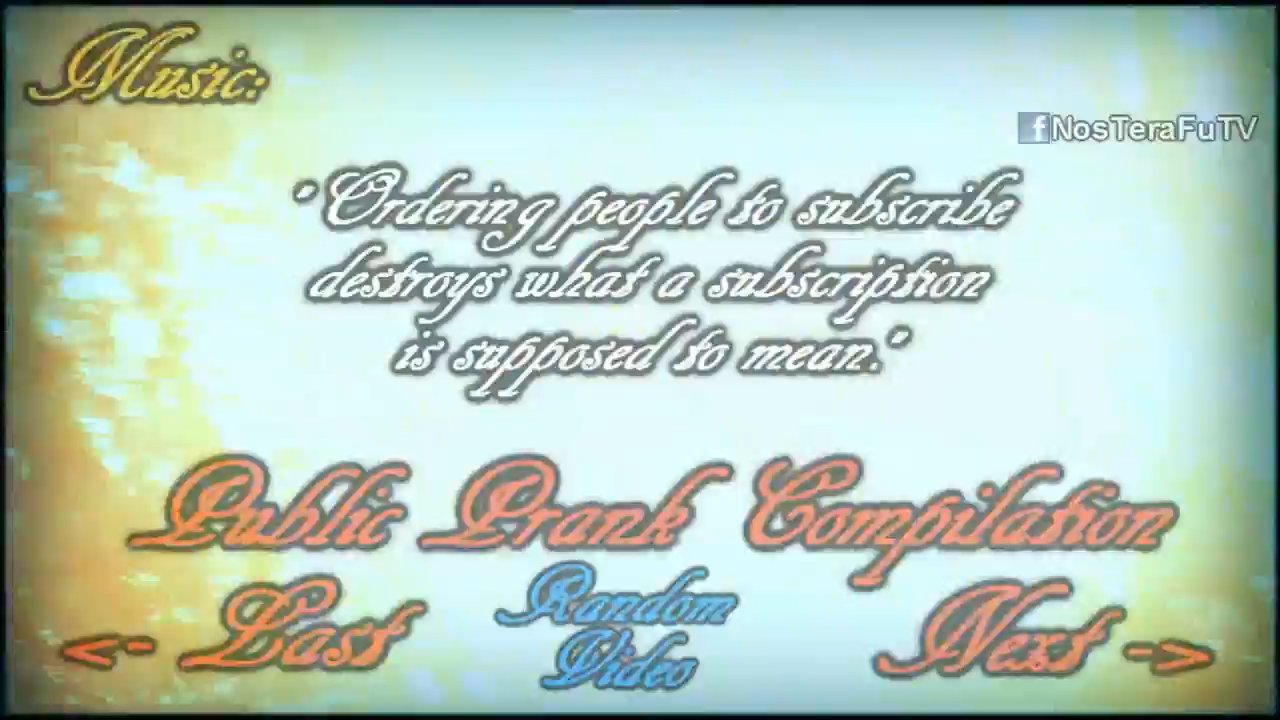 Music:
NosTeraFuTV
"Ordering people to subscribe
destroys what a subscription
is supposed to mean."
Public Prank Compilation
<- Last
Random
Video
Next ->